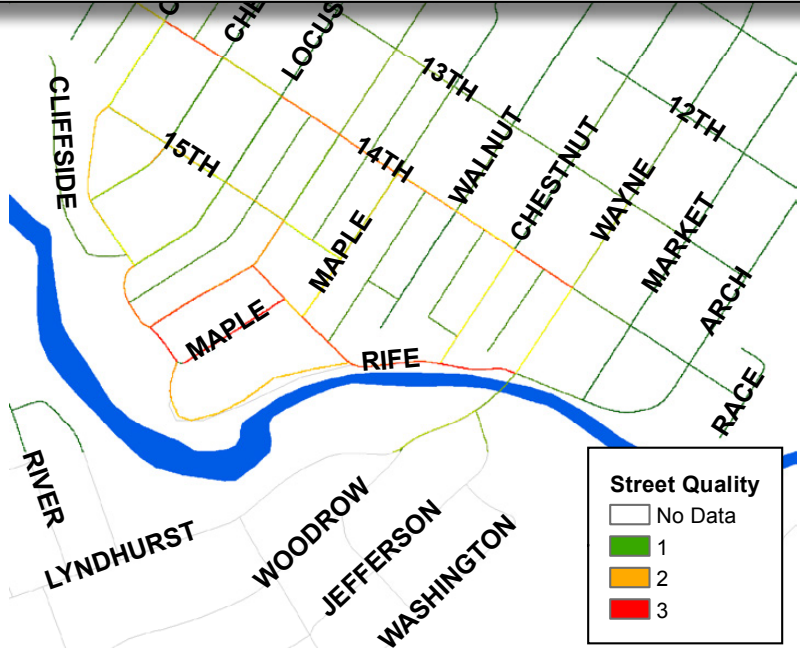 CLIFFSIDE
LOCUS
13TH
12TH
15TH
14TH
WALNUT
CHESTNUT
WAYNE
MAPLE
MARKET
ARCH
MAPLE
RIFE
RACE
RIVER
LYNDHURST
WOODROW
JEFFERSON
WASHINGTON
Street Quality
No Data
1
2
3